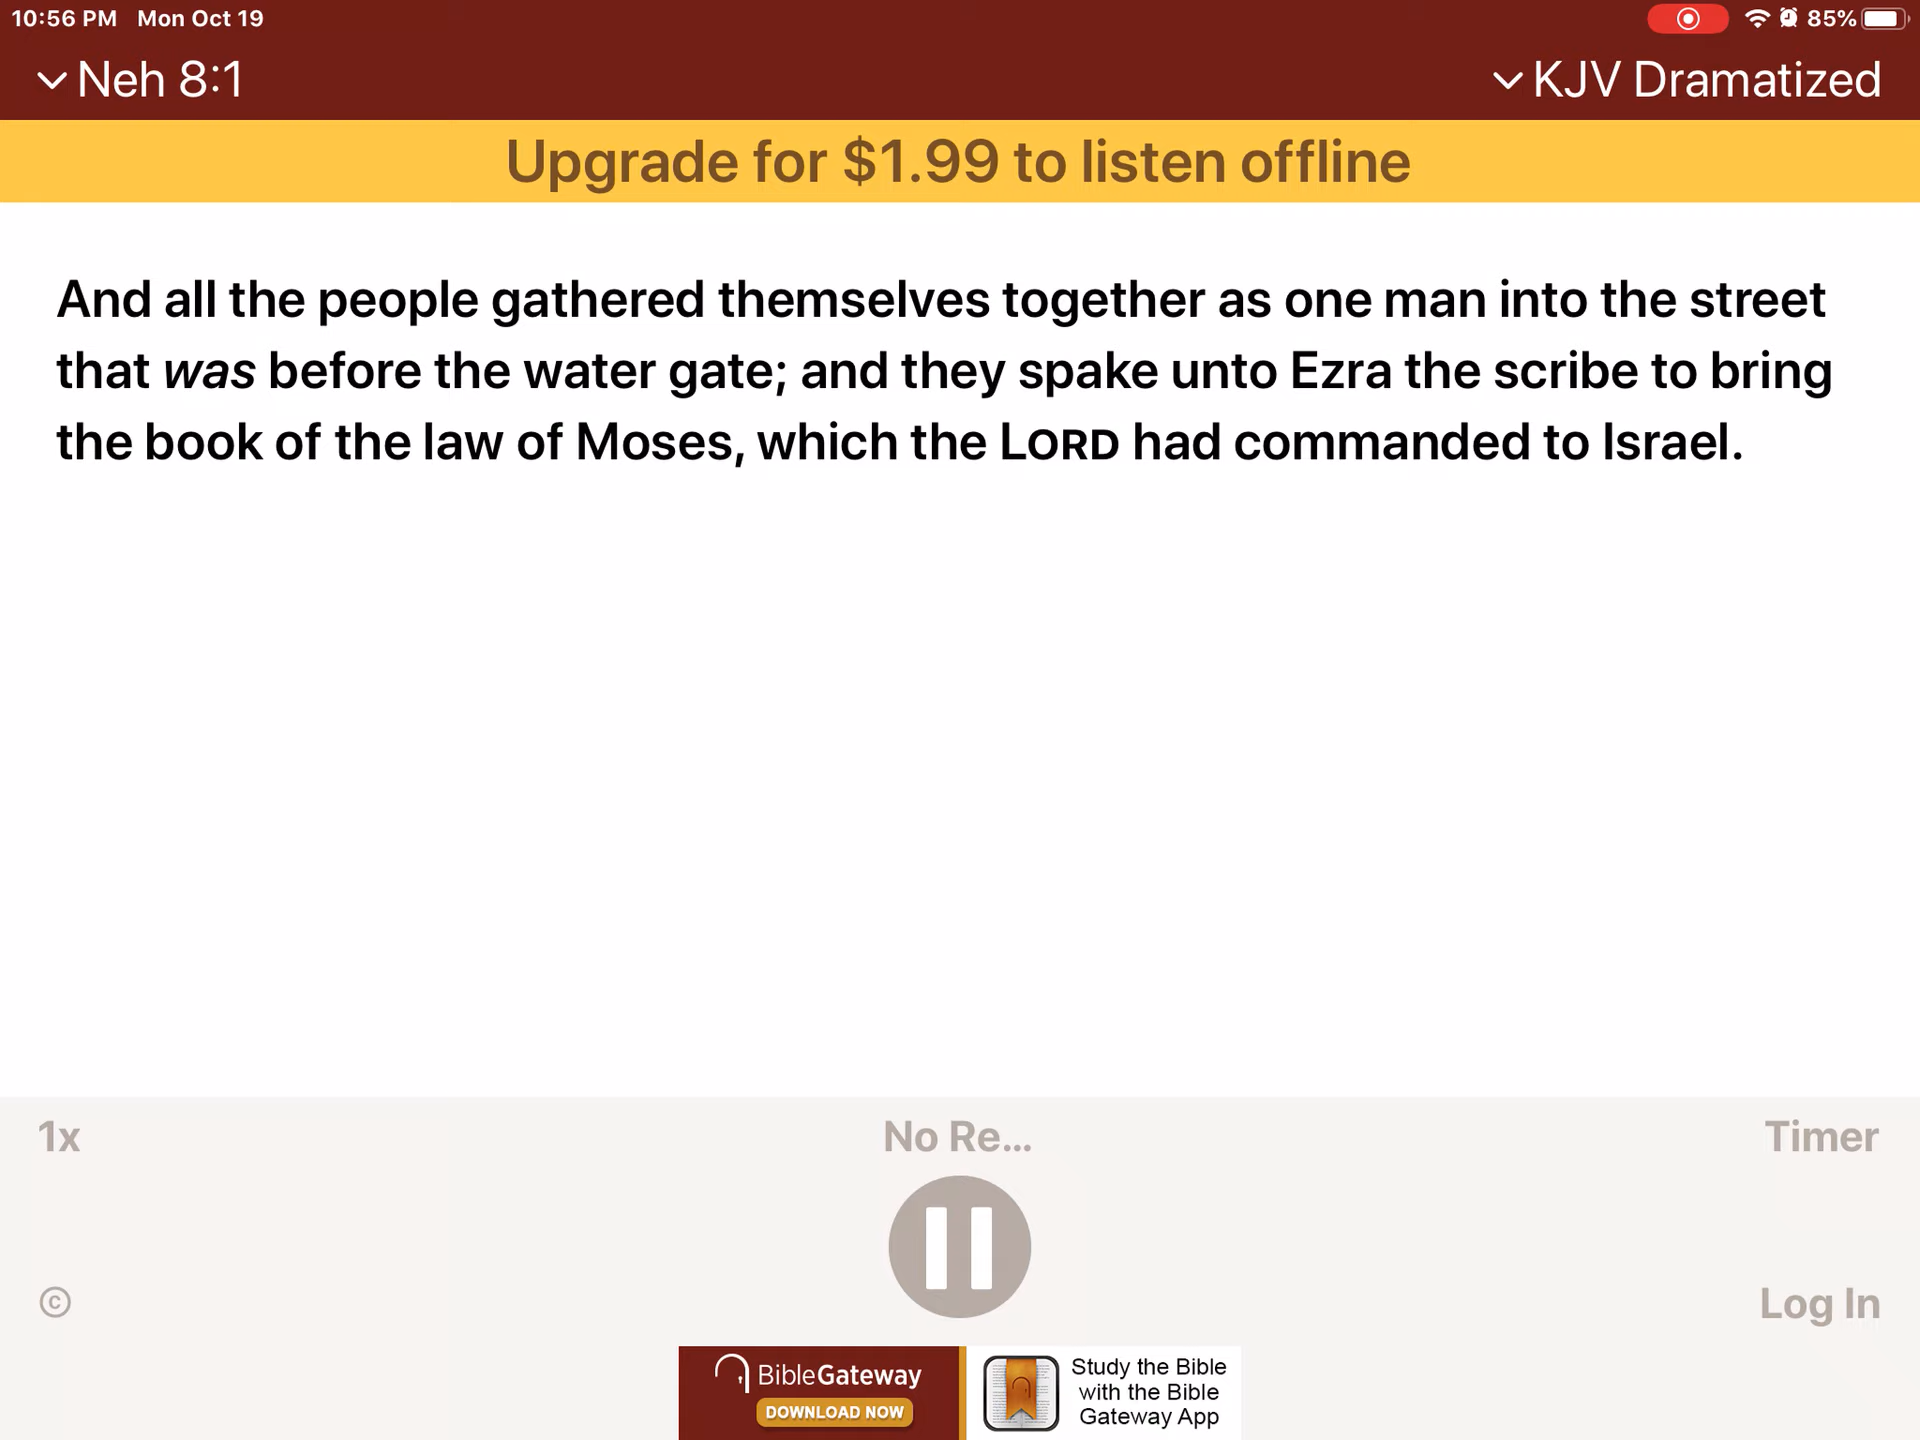 10:56 PM Mon Oct 19 85%
Neh 8:1 KJV Dramatized
Upgrade for $1.99 to listen offline
And all the people gathered themselves together as one man into the street
that was before the water gate; and they spake unto Ezra the scribe to bring
the book of the law of Moses, which the LORD had commanded to Israel.
1x No Re... Timer
© Log In
BibleGateway
DOWNLOAD NOW
Study the Bible
with the Bible
Gateway App